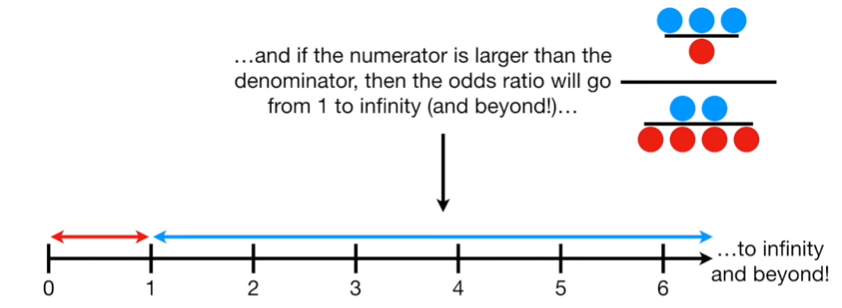 …and if the numerator is larger than the
denominator, then the odds ratio will go
from 1 to infinity (and beyond!)…
…to infinity
and beyond!
0 1 2 3 4 5 6